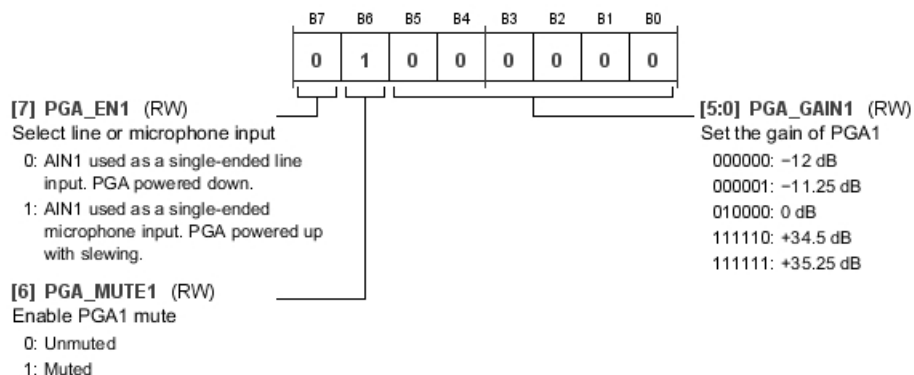 B7 B6 B5 B4 B3 B2 B1 B0
0 1 0 0 0 0 0 0
[7] PGA_EN1 (RW)
Select line or microphone input
0: AIN1 used as a single-ended line
input. PGA powered down.
1: AIN1 used as a single-ended
microphone input. PGA powered up
with slewing.
[6] PGA_MUTE1 (RW)
Enable PGA1 mute
0: Unmuted
1: Muted
[5:0] PGA_GAIN1 (RW)
Set the gain of PGA1
000000: −12 dB
000001: −11.25 dB
010000: 0 dB
111110: +34.5 dB
111111: +35.25 dB